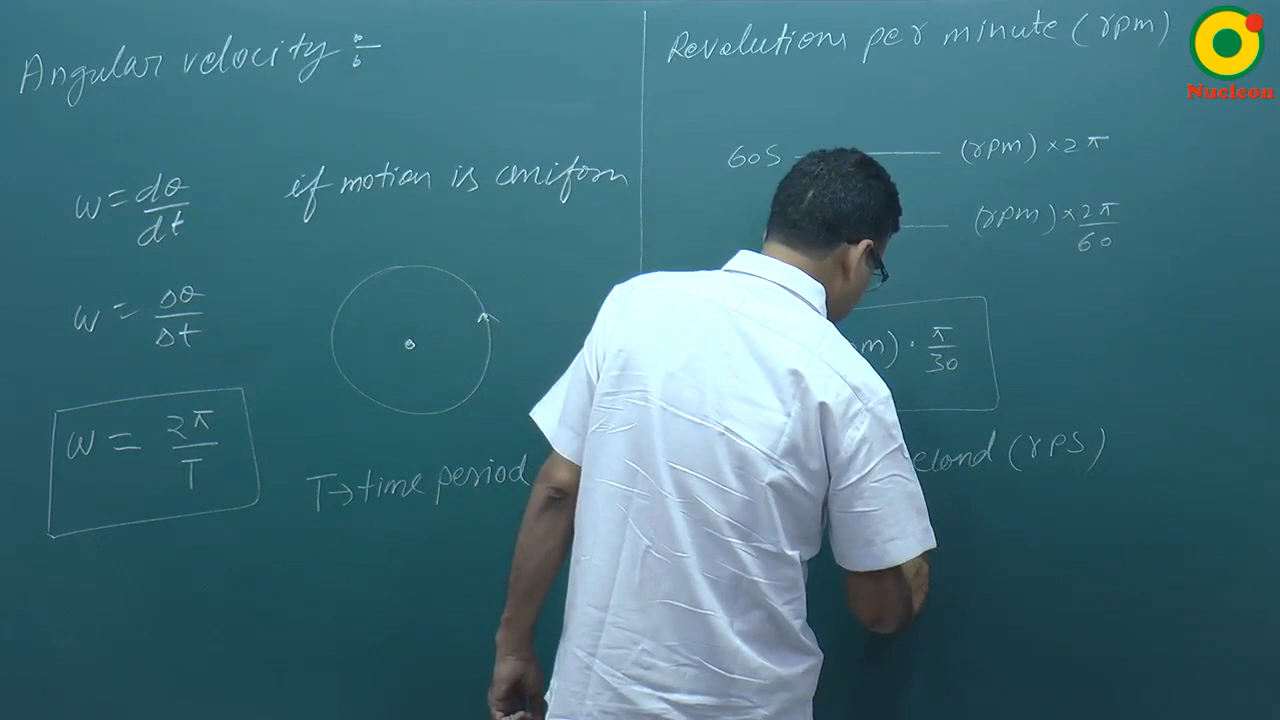 Angular velocity :-
ω = dθ/dt
if motion is uniform
ω = Δθ/Δt
ω = 2π/T
T→time period
Revolutions per minute (rpm)
60S (rpm) × 2π
(rpm) × 2π/60
m) · π/30
(rps)
Nucleon